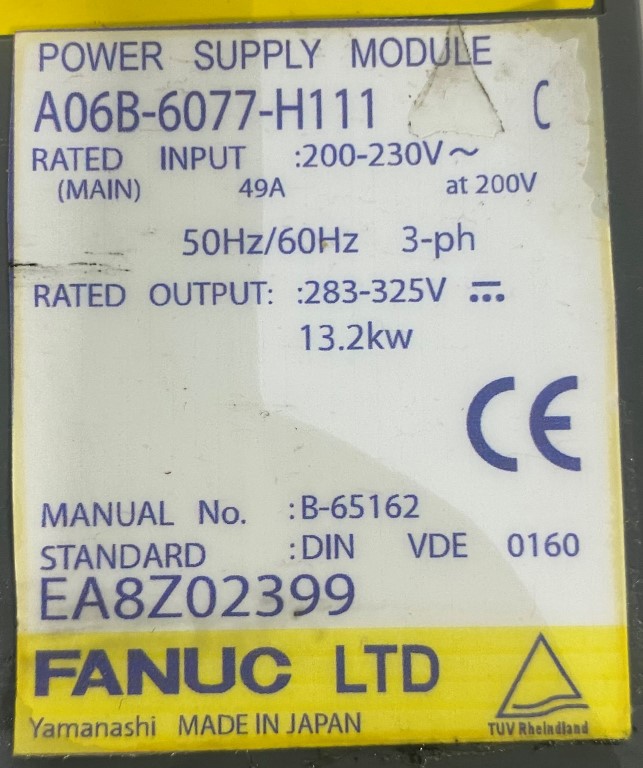 POWER SUPPLY MODULE
A06B-6077-H111 C
RATED INPUT :200-230V~
(MAIN) 49A at 200V
50Hz/60Hz 3-ph
RATED OUTPUT: :283-325V ⎓
13.2kw
CE
MANUAL No. :B-65162
STANDARD :DIN VDE 0160
EA8Z02399
FANUC LTD
Yamanashi MADE IN JAPAN
TUV Rheindland